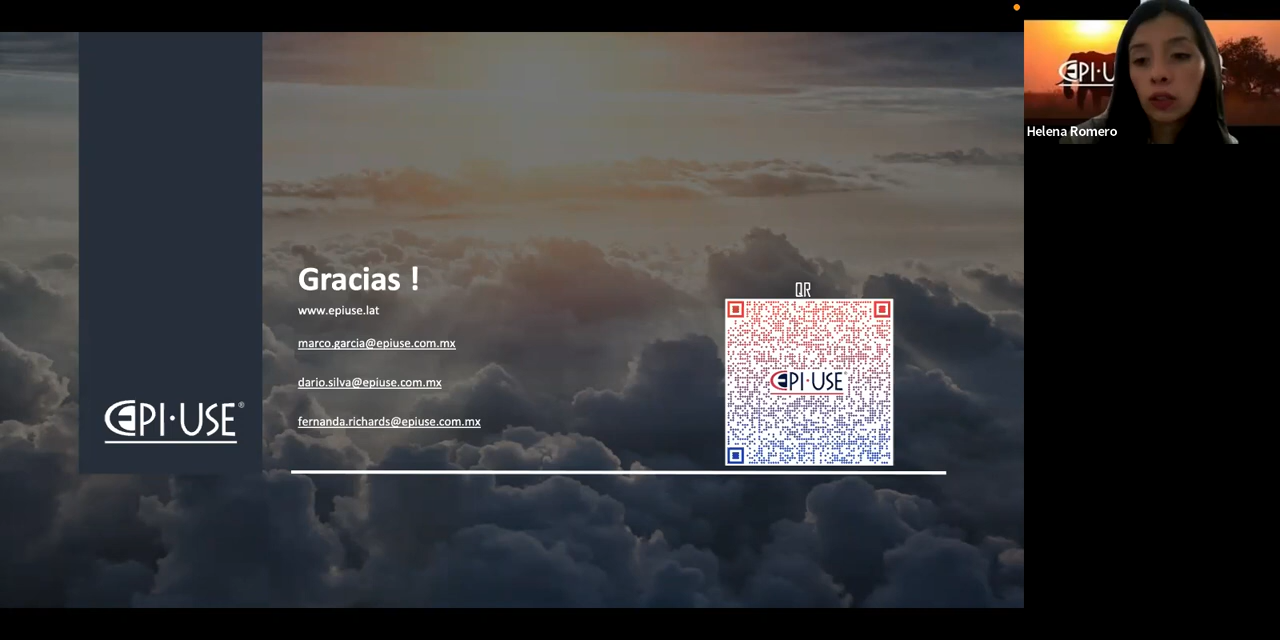 Gracias !
www.epiuse.lat
marco.garcia@epiuse.com.mx
dario.silva@epiuse.com.mx
fernanda.richards@epiuse.com.mx
EPI·USE®
QR
EPI·USE
EPI·U
Helena Romero